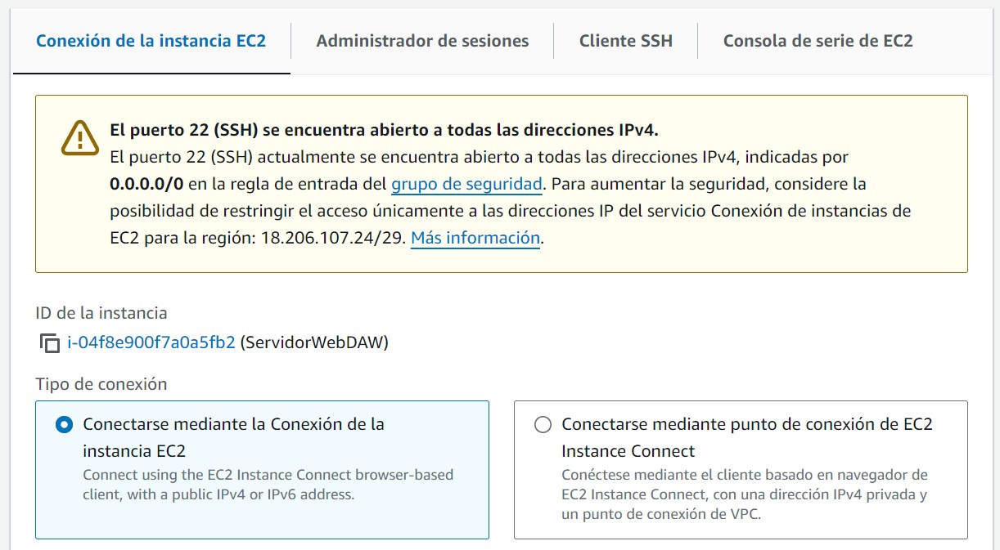 Conexión de la instancia EC2
Administrador de sesiones
Cliente SSH
Consola de serie de EC2
El puerto 22 (SSH) se encuentra abierto a todas las direcciones IPv4.
El puerto 22 (SSH) actualmente se encuentra abierto a todas las direcciones IPv4, indicadas por
0.0.0.0/0 en la regla de entrada del grupo de seguridad. Para aumentar la seguridad, considere la
posibilidad de restringir el acceso únicamente a las direcciones IP del servicio Conexión de instancias de
EC2 para la región: 18.206.107.24/29. Más información.
ID de la instancia
i-04f8e900f7a0a5fb2 (ServidorWebDAW)
Tipo de conexión
Conectarse mediante la Conexión de la
instancia EC2
Connect using the EC2 Instance Connect browser-based
client, with a public IPv4 or IPv6 address.
Conectarse mediante punto de conexión de EC2
Instance Connect
Conéctese mediante el cliente basado en navegador de
EC2 Instance Connect, con una dirección IPv4 privada y
un punto de conexión de VPC.